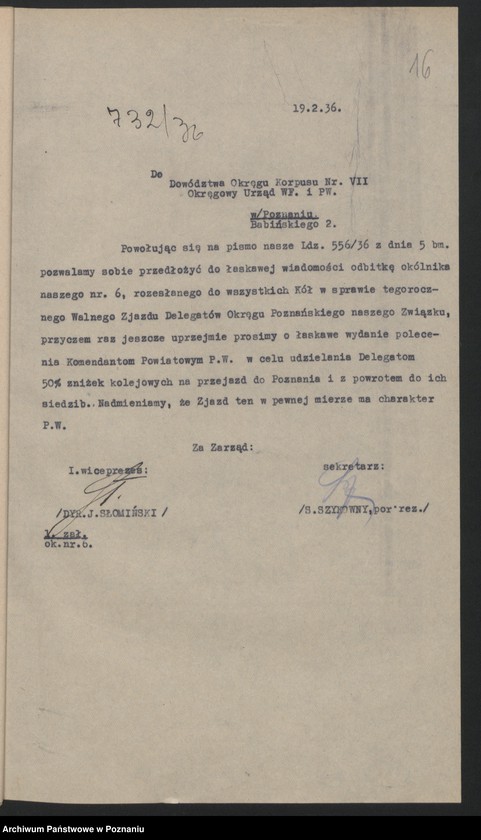 16
19.2.36.
732/36
Do
Dowództwa Okręgu Korpusu Nr. VII
Okręgowy Urząd WF. i PW.
w/Poznaniu.
Babińskiego 2.
Powołując się na pismo nasze Ldz. 556/36 z dnia 5 bm.
pozwalamy sobie przedłożyć do łaskawej wiadomości odbitkę okólnika
naszego nr. 6, rozesłanego do wszystkich Kół w sprawie tegorocz-
nego Walnego Zjazdu Delegatów Okręgu Poznańskiego naszego Związku,
przyczem raz jeszcze uprzejmie prosimy o łaskawe wydanie polece-
nia Komendantom Powiatowym P.W. w celu udzielania Delegatom
50% zniżek kolejowych na przejazd do Poznania i z powrotem do ich
siedzib. Nadmieniamy, że Zjazd ten w pewnej mierze ma charakter
P.W.
Za Zarząd:
I.wiceprezes: sekretarz:
/DYR.J.SŁOMIŃSKI / /S.SZYKOWNY,por.rez./
1. zał.
ok.nr.6.
Archiwum Państwowe w Poznaniu